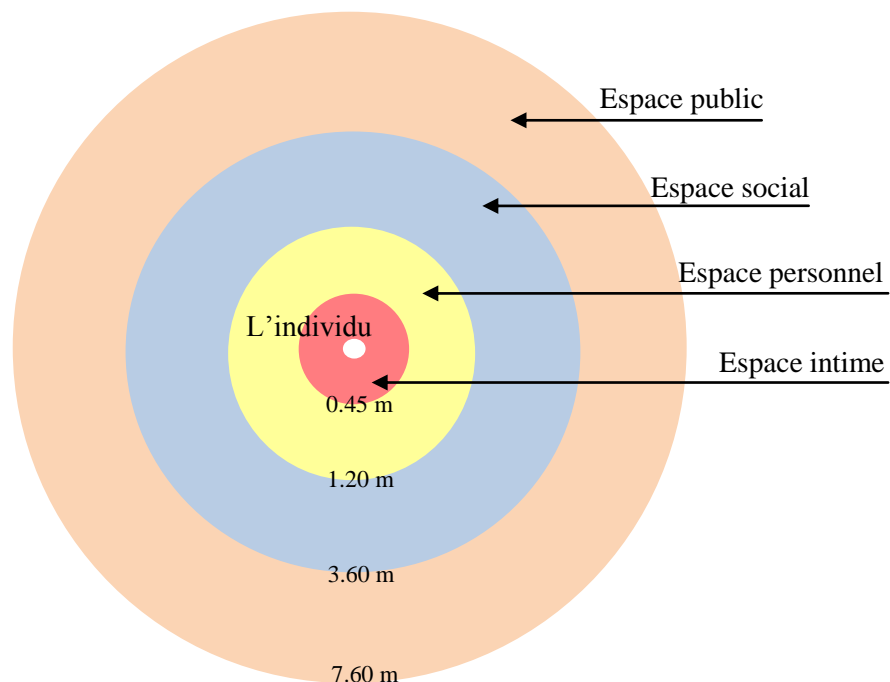 Espace public
Espace social
Espace personnel
L’individu
Espace intime
0.45 m
1.20 m
3.60 m
7.60 m